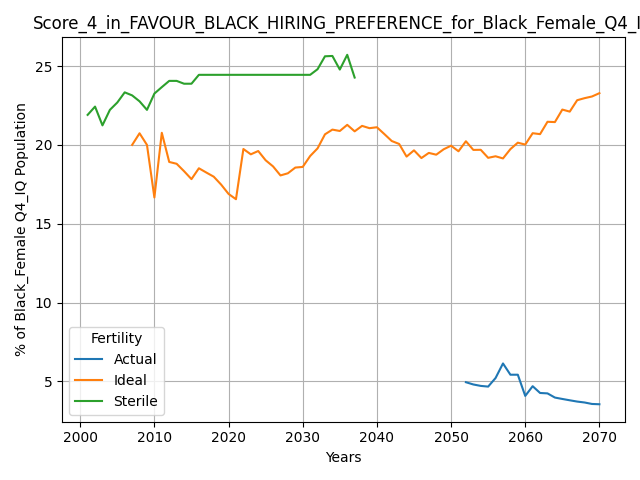 Score_4_in_FAVOUR_BLACK_HIRING_PREFERENCE_for_Black_Female_Q4_I
% of Black_Female Q4_IQ Population
25
20
15
10
5
Fertility
Actual
Ideal
Sterile
2000 2010 2020 2030 2040 2050 2060 2070
Years